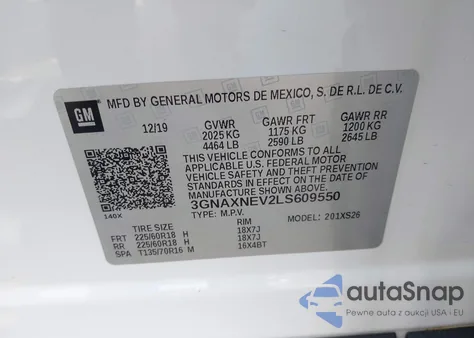 GM
MFD BY GENERAL MOTORS DE MEXICO, S. DE R.L. DE C.V.
12/19 GVWR GAWR FRT GAWR RR
2025 KG 1175 KG 1200 KG
4464 LB 2590 LB 2645 LB
THIS VEHICLE CONFORMS TO ALL
APPLICABLE U.S. FEDERAL MOTOR
VEHICLE SAFETY STANDARDS IN
EFFECT ON THE DATE OF
MANUFACTURE SHOWN ABOVE.
3GNAXNEV2LS609550
140X TYPE: M.P.V. MODEL: 201XS26
TIRE SIZE RIM
FRT 225/60R18 H 18X7J
RR 225/60R18 H 18X7J
SPA T135/70R16 M 16X4BT
autaSnap
Pewne auta z aukcji USA i EU